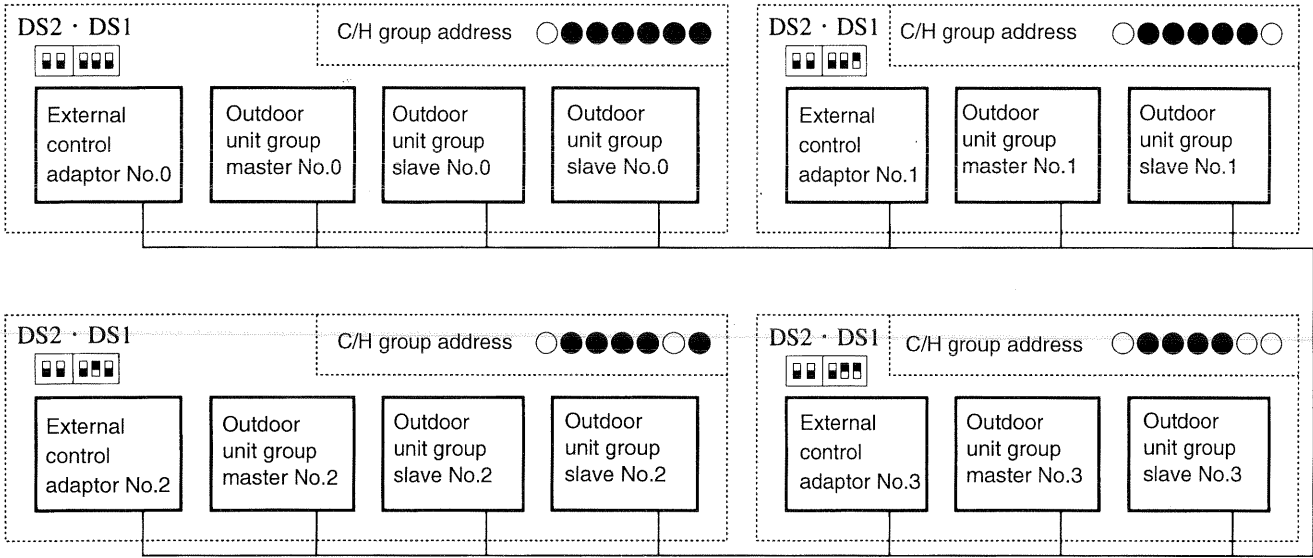 DS2 · DS1
C/H group address
External
control
adaptor No.0
Outdoor
unit group
master No.0
Outdoor
unit group
slave No.0
Outdoor
unit group
slave No.0
DS2 · DS1
C/H group address
External
control
adaptor No.1
Outdoor
unit group
master No.1
Outdoor
unit group
slave No.1
DS2 · DS1
C/H group address
External
control
adaptor No.2
Outdoor
unit group
master No.2
Outdoor
unit group
slave No.2
Outdoor
unit group
slave No.2
DS2 · DS1
C/H group address
External
control
adaptor No.3
Outdoor
unit group
master No.3
Outdoor
unit group
slave No.3